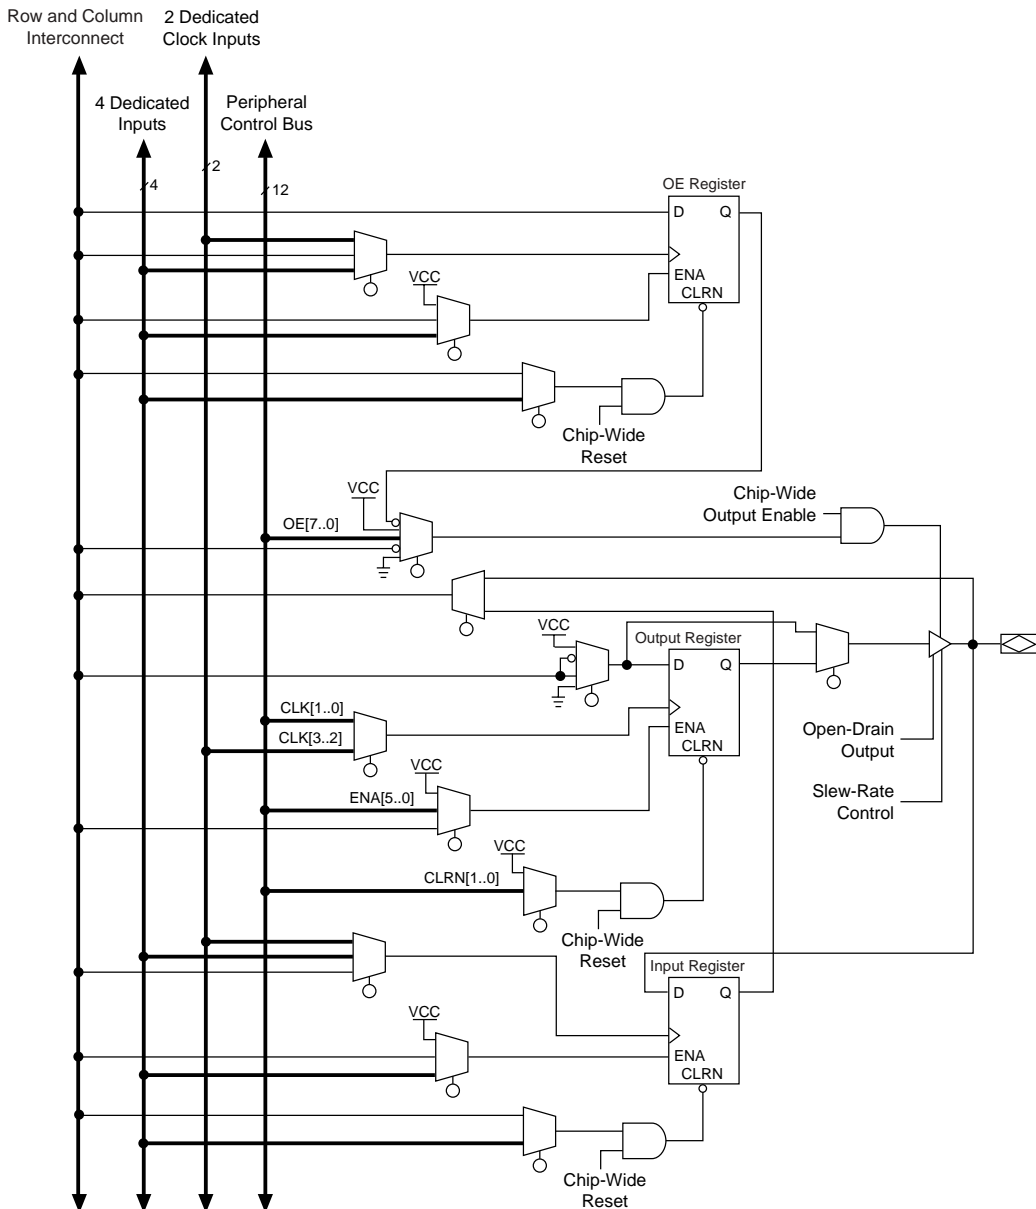 Row and Column
Interconnect
2 Dedicated
Clock Inputs
4 Dedicated
Inputs
Peripheral
Control Bus
2
4
12
OE Register
D
Q
ENA
CLRN
VCC
Chip-Wide
Reset
VCC
OE[7..0]
Chip-Wide
Output Enable
VCC
Output Register
D
Q
ENA
CLRN
CLK[1..0]
CLK[3..2]
VCC
ENA[5..0]
Open-Drain
Output
Slew-Rate
Control
VCC
CLRN[1..0]
Chip-Wide
Reset
Input Register
D
Q
ENA
CLRN
VCC
Chip-Wide
Reset